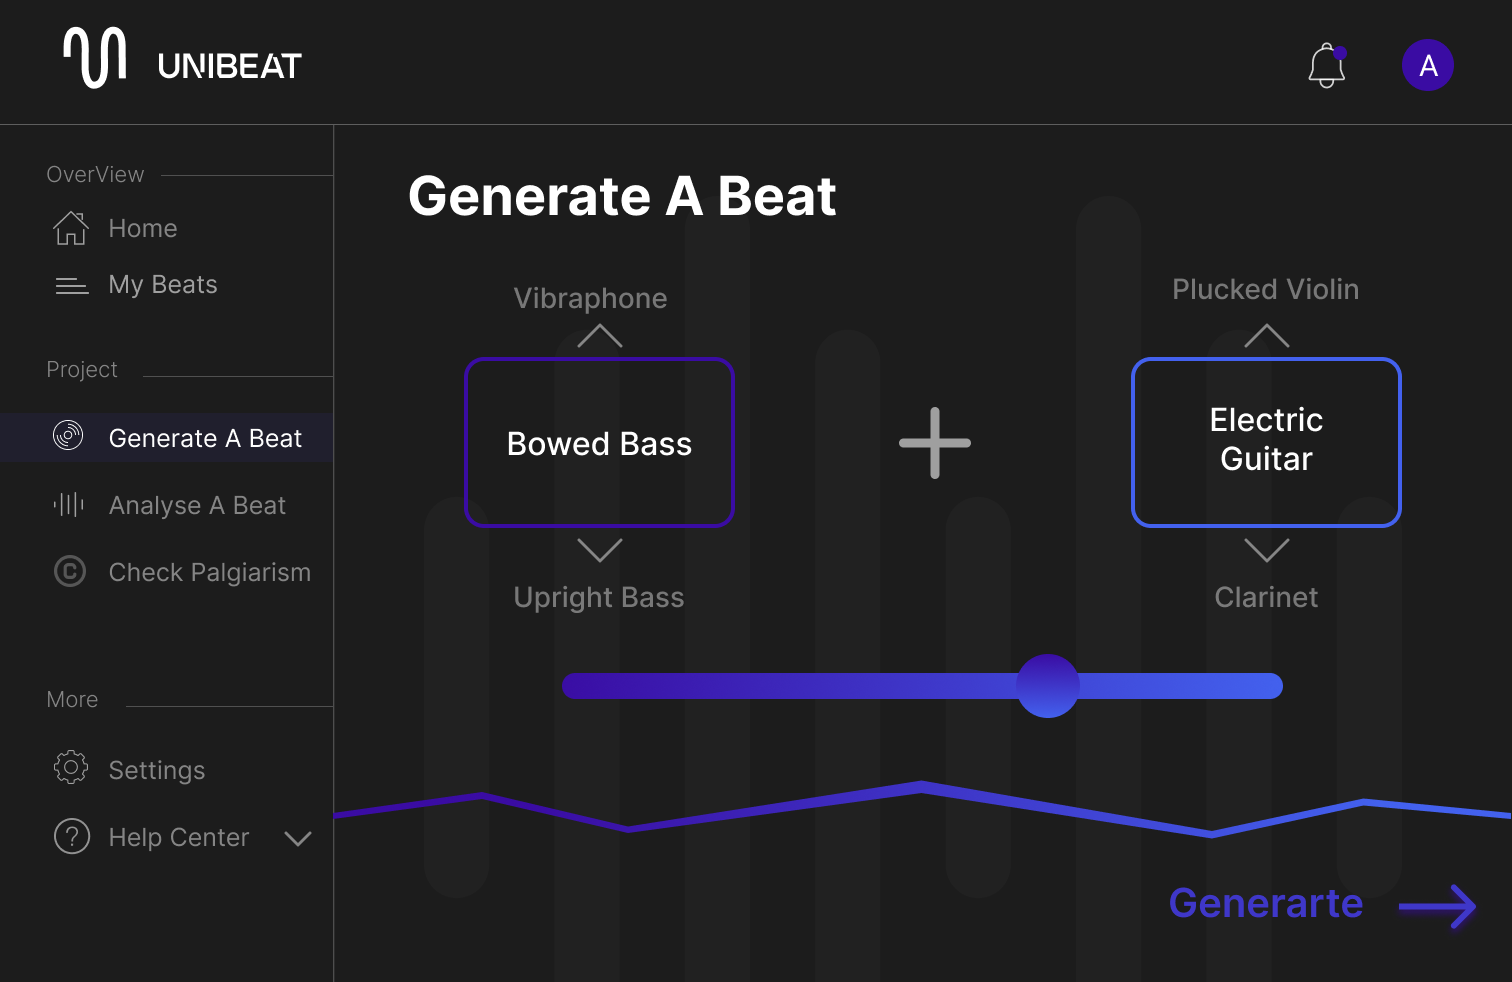 UNIBEAT
A
OverView
Home
My Beats
Project
Generate A Beat
Analyse A Beat
Check Palgiarism
More
Settings
Help Center
Generate A Beat
Vibraphone
Bowed Bass
Upright Bass
Plucked Violin
Electric
Guitar
Clarinet
Generarte